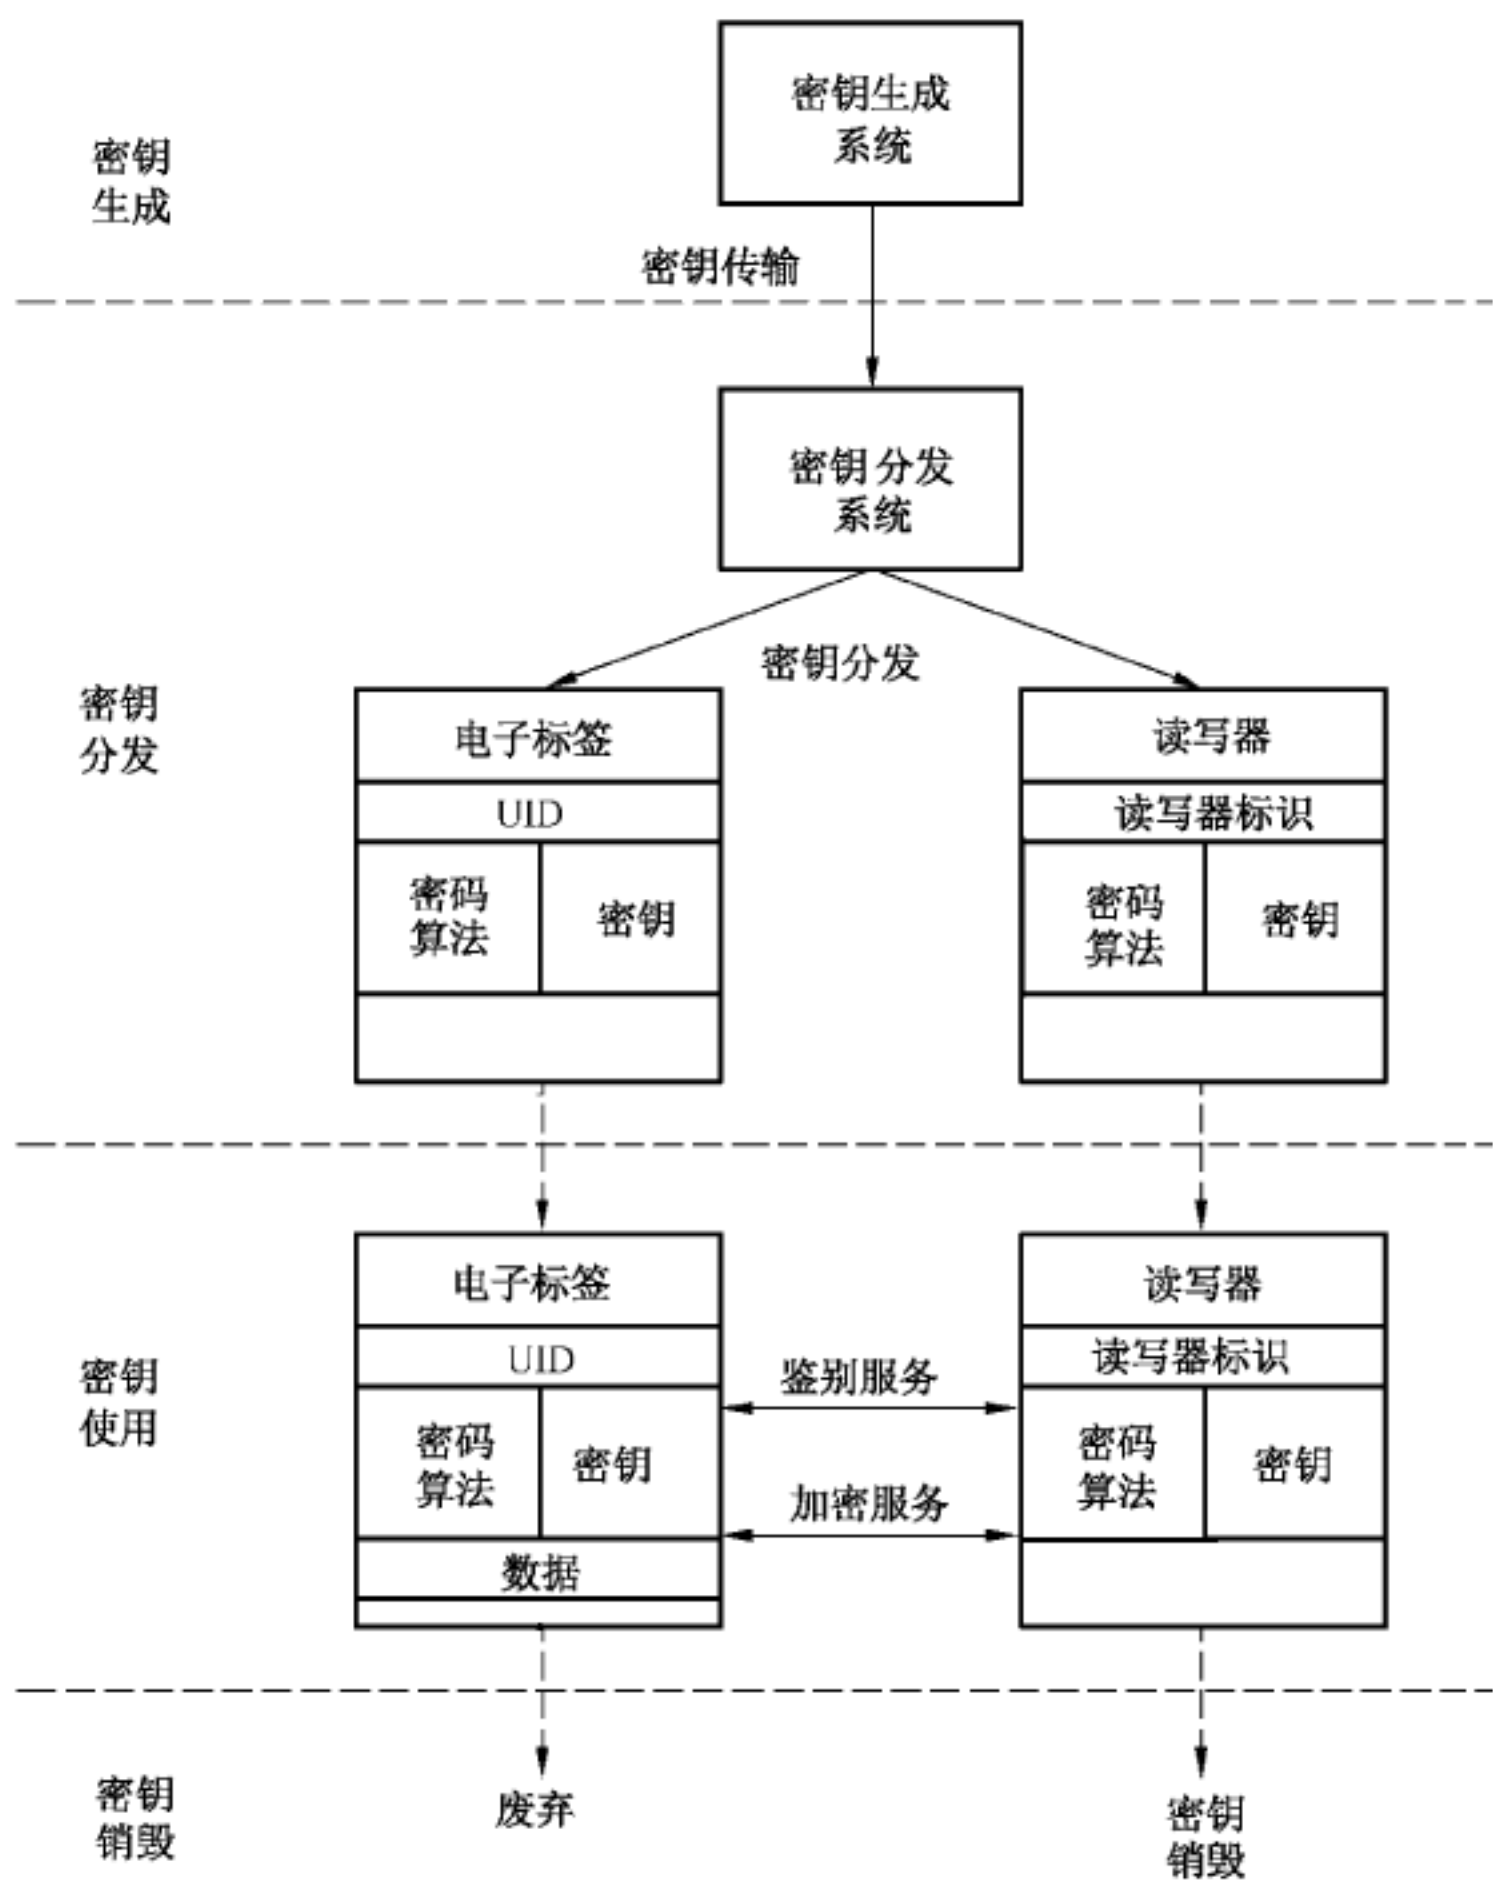 密钥生成
系统
密钥
生成
密钥传输
密钥分发
系统
密钥分发
密钥
分发
电子标签
读写器
UID
读写器标识
密码
算法
密钥
密码
算法
密钥
电子标签
读写器
UID
读写器标识
密钥
使用
鉴别服务
密码
算法
密钥
密码
算法
密钥
加密服务
数据
密钥
销毁
废弃
密钥
销毁